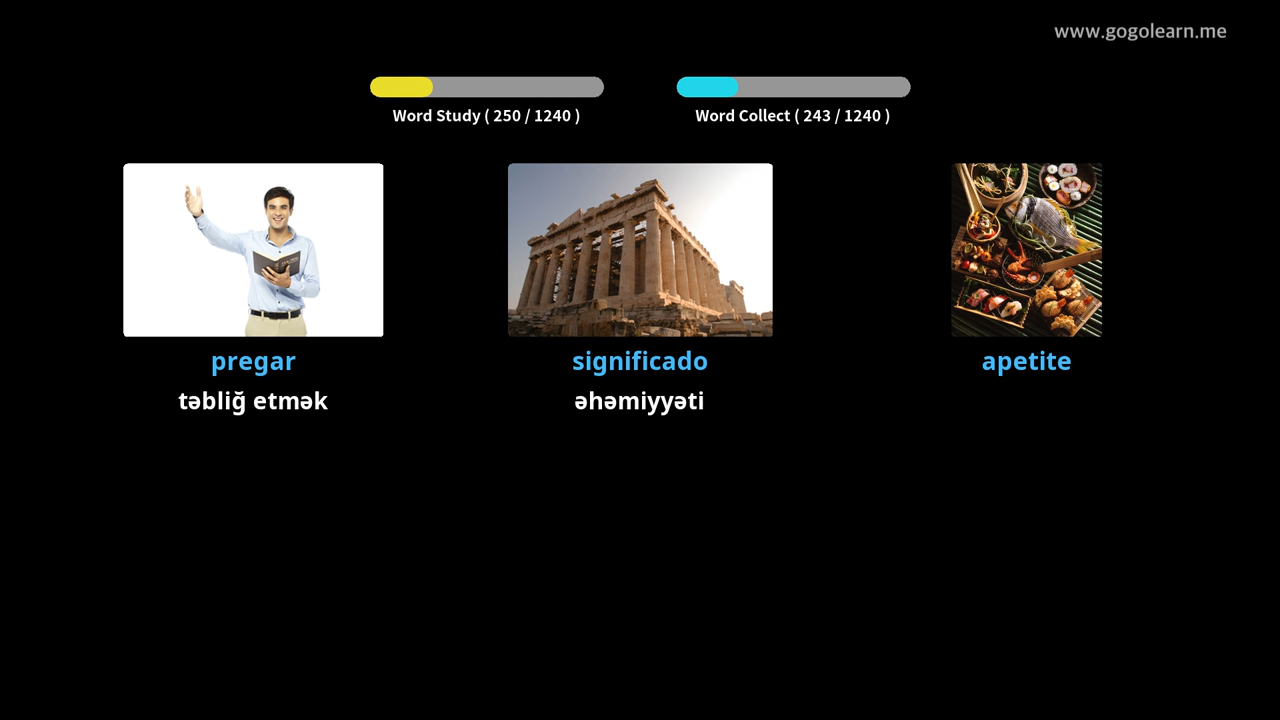 www.gogolearn.me
Word Study ( 250 / 1240 )
Word Collect ( 243 / 1240 )
pregar
significado
apetite
təbliğ etmək
əhəmiyyəti